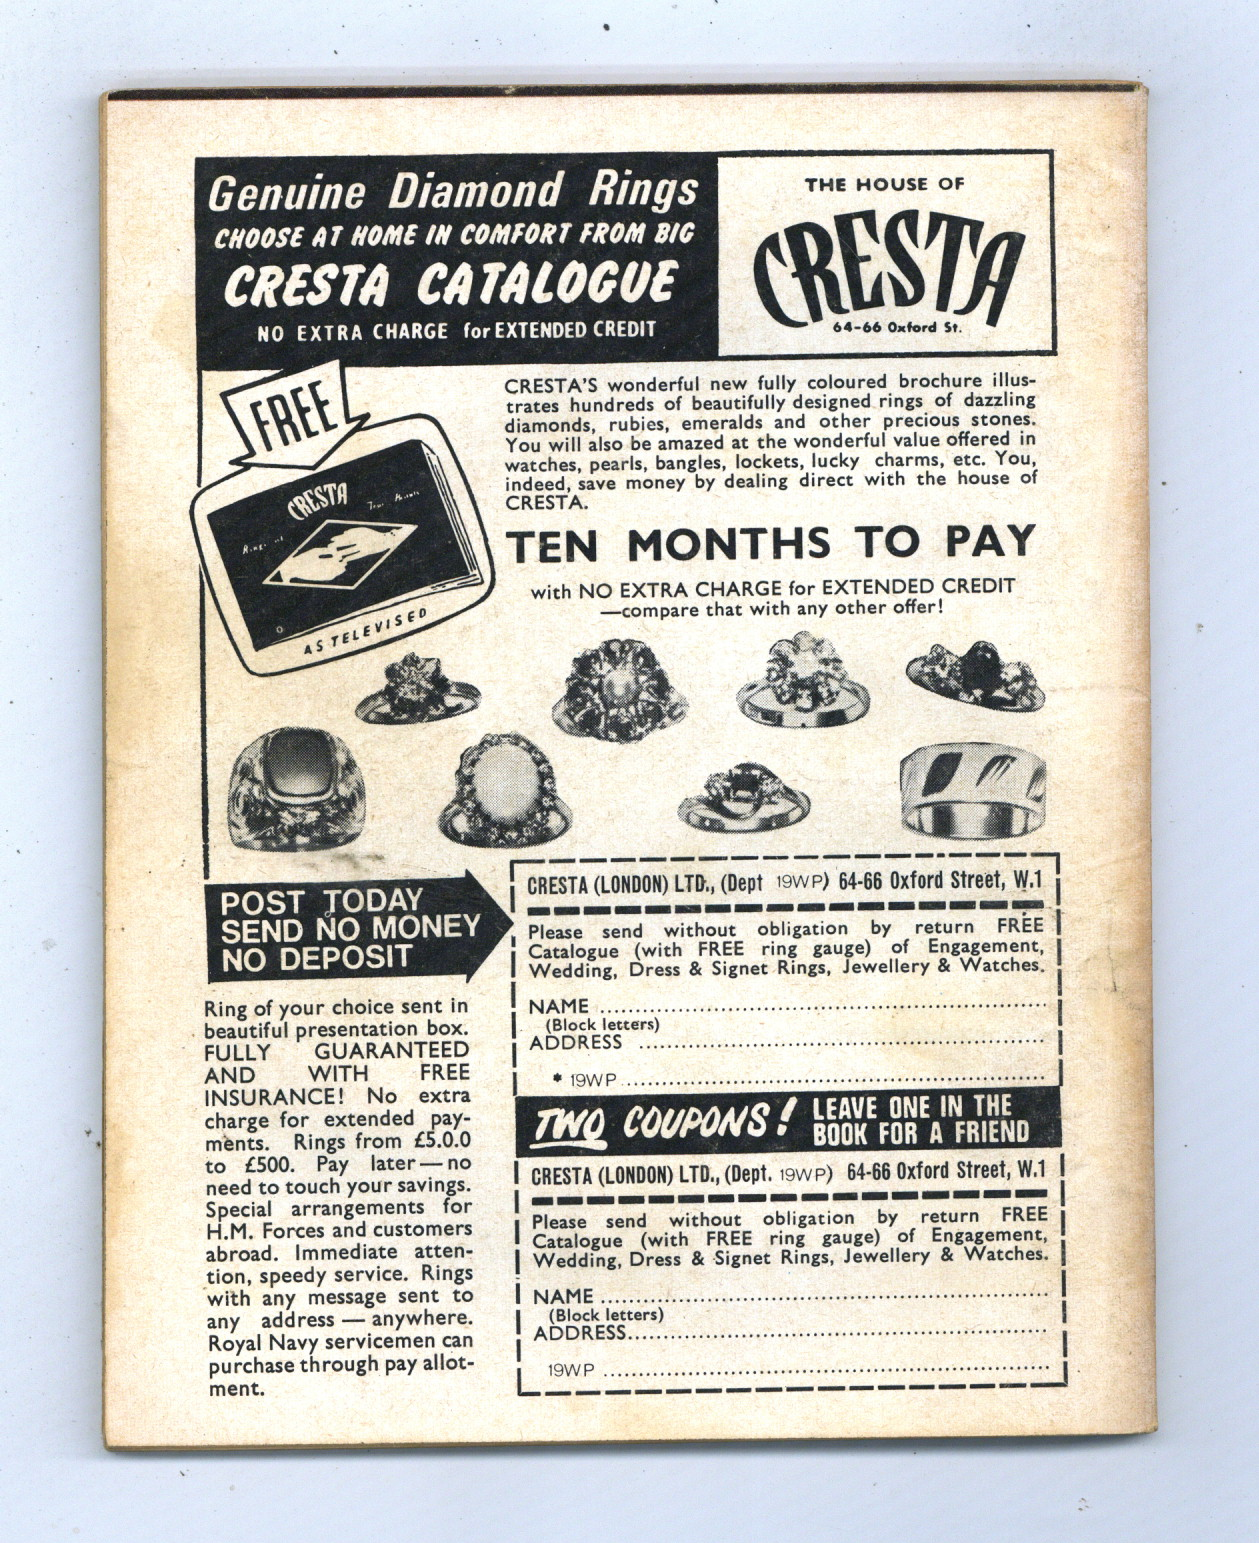 Genuine Diamond Rings
CHOOSE AT HOME IN COMFORT FROM BIG
CRESTA CATALOGUE
NO EXTRA CHARGE for EXTENDED CREDIT
THE HOUSE OF
CRESTA
64-66 Oxford St.
FREE
CRESTA
AS TELEVISED
CRESTA'S wonderful new fully coloured brochure illus-
trates hundreds of beautifully designed rings of dazzling
diamonds, rubies, emeralds and other precious stones.
You will also be amazed at the wonderful value offered in
watches, pearls, bangles, lockets, lucky charms, etc. You,
indeed, save money by dealing direct with the house of
CRESTA.
TEN MONTHS TO PAY
with NO EXTRA CHARGE for EXTENDED CREDIT
—compare that with any other offer!
POST TODAY
SEND NO MONEY
NO DEPOSIT
Ring of your choice sent in
beautiful presentation box.
FULLY GUARANTEED
AND WITH FREE
INSURANCE! No extra
charge for extended pay-
ments. Rings from £5.0.0
to £500. Pay later—no
need to touch your savings.
Special arrangements for
H.M. Forces and customers
abroad. Immediate atten-
tion, speedy service. Rings
with any message sent to
any address — anywhere.
Royal Navy servicemen can
purchase through pay allot-
ment.
CRESTA (LONDON) LTD., (Dept 19WP) 64-66 Oxford Street, W.1
Please send without obligation by return FREE
Catalogue (with FREE ring gauge) of Engagement,
Wedding, Dress & Signet Rings, Jewellery & Watches.
NAME
(Block letters)
ADDRESS
* 19WP
TWO COUPONS! LEAVE ONE IN THE
BOOK FOR A FRIEND
CRESTA (LONDON) LTD., (Dept. 19WP) 64-66 Oxford Street, W.1
Please send without obligation by return FREE
Catalogue (with FREE ring gauge) of Engagement,
Wedding, Dress & Signet Rings, Jewellery & Watches.
NAME
(Block letters)
ADDRESS
19WP